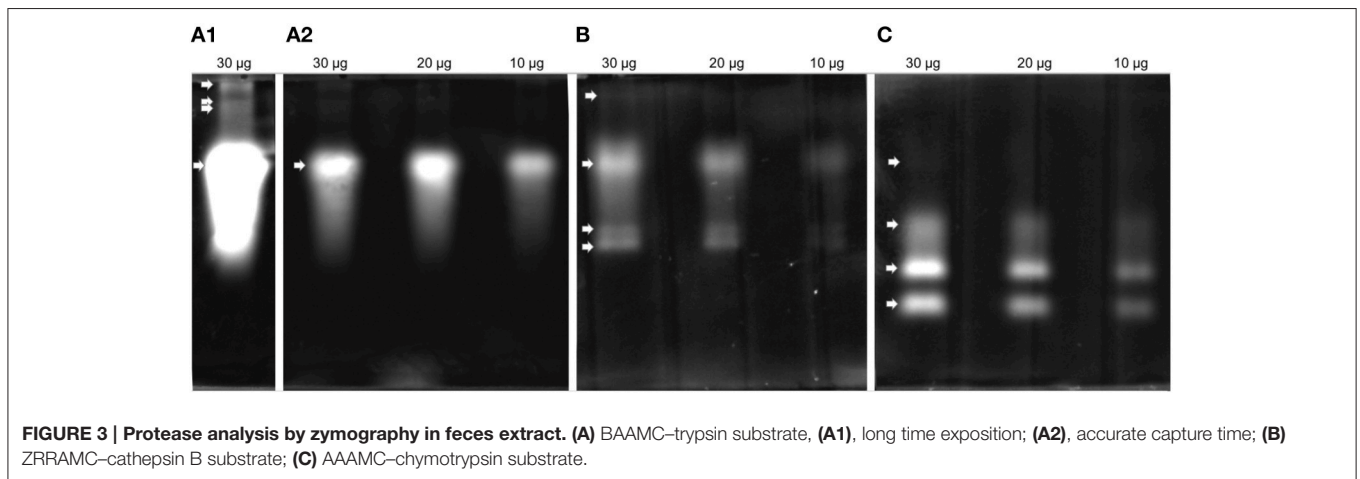 A1 A2 B C
30 µg 30 µg 20 µg 10 µg 30 µg 20 µg 10 µg 30 µg 20 µg 10 µg
FIGURE 3 | Protease analysis by zymography in feces extract. (A) BAAMC–trypsin substrate, (A1), long time exposition; (A2), accurate capture time; (B)
ZRRAMC–cathepsin B substrate; (C) AAAMC–chymotrypsin substrate.